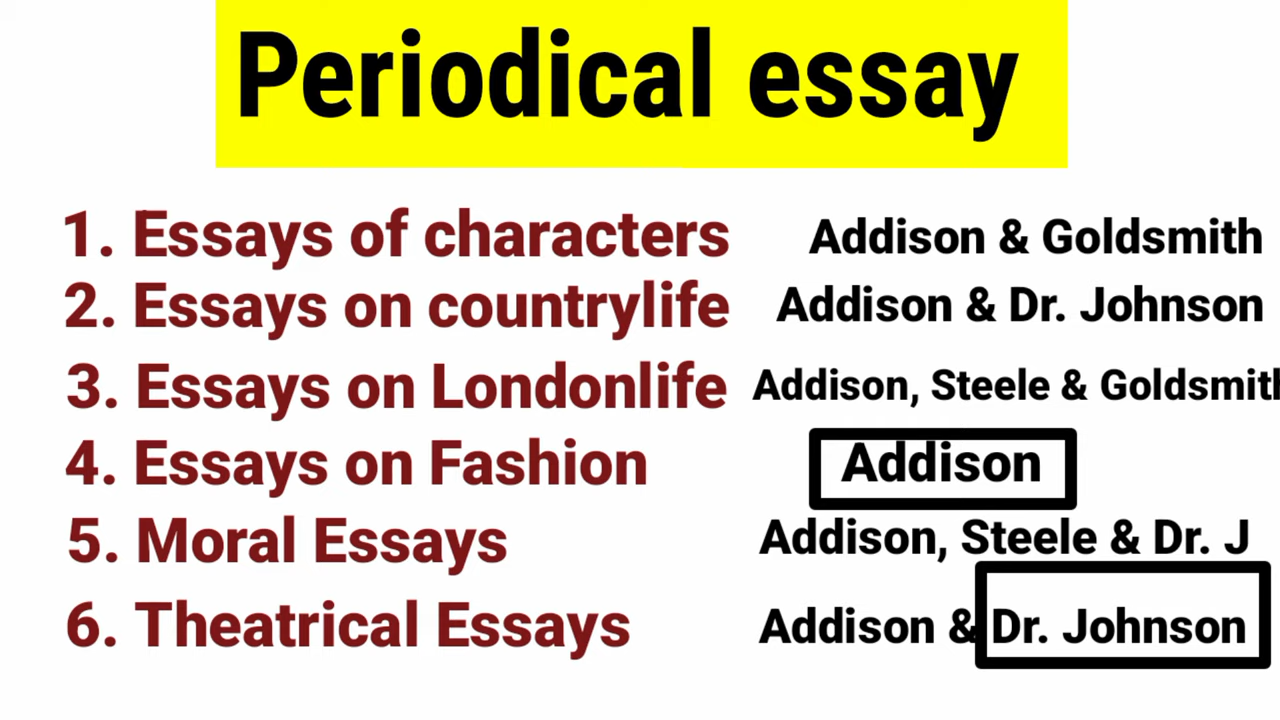 Periodical essay
1. Essays of characters Addison & Goldsmith
2. Essays on countrylife Addison & Dr. Johnson
3. Essays on Londonlife Addison, Steele & Goldsmith
4. Essays on Fashion Addison
5. Moral Essays Addison, Steele & Dr. J
6. Theatrical Essays Addison & Dr. Johnson